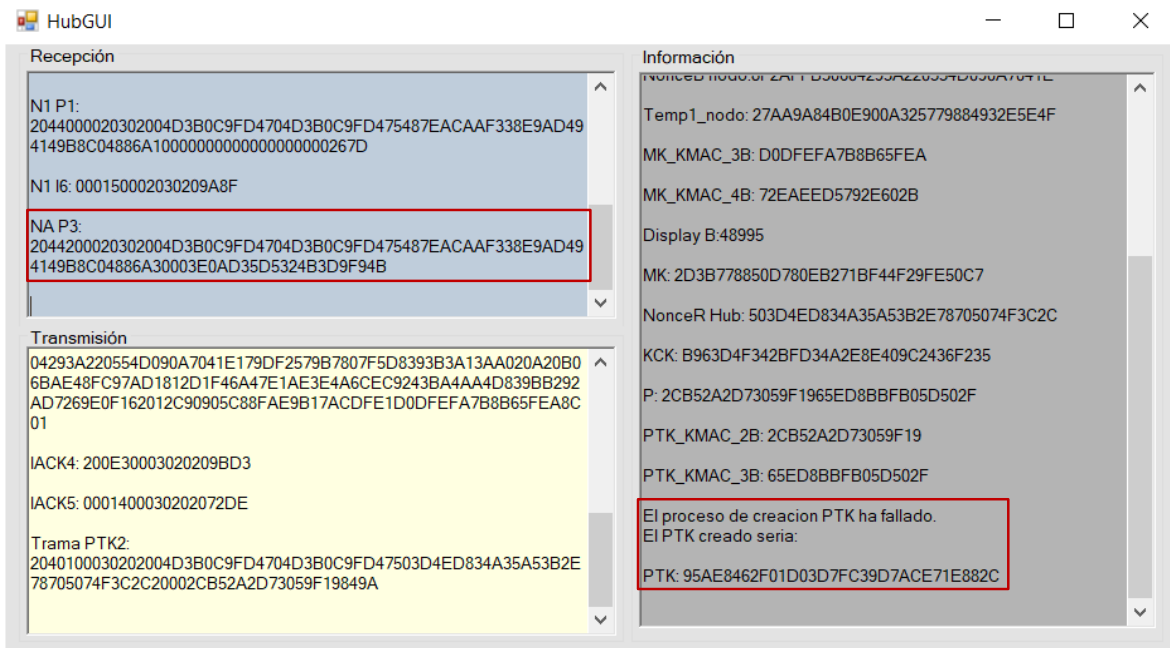 HubGUI
Recepción
N1 P1:
2044000020302004D3B0C9FD4704D3B0C9FD475487EACAAF338E9AD49
4149B8C04886A10000000000000000000267D
N1 I6: 000150002030209A8F
NA P3:
2044200020302004D3B0C9FD4704D3B0C9FD475487EACAAF338E9AD49
4149B8C04886A30003E0AD35D5324B3D9F94B
Transmisión
04293A220554D090A7041E179DF2579B7807F5D8393B3A13AA020A20B0
6BAE48FC97AD1812D1F46A47E1AE3E4A6CEC9243BA4AA4D839BB292
AD7269E0F162012C90905C88FAE9B17ACDFE1D0DFEFA7B8B65FEA8C
01
IACK4: 200E30003020209BD3
IACK5: 0001400030202072DE
Trama PTK2:
2040100030202004D3B0C9FD4704D3B0C9FD47503D4ED834A35A53B2E
78705074F3C2C20002CB52A2D73059F19849A
Información
Temp1_nodo: 27AA9A84B0E900A325779884932E5E4F
MK_KMAC_3B: D0DFEFA7B8B65FEA
MK_KMAC_4B: 72EAEED5792E602B
Display B:48995
MK: 2D3B778850D780EB271BF44F29FE50C7
NonceR Hub: 503D4ED834A35A53B2E78705074F3C2C
KCK: B963D4F342BFD34A2E8E409C2436F235
P: 2CB52A2D73059F1965ED8BBFB05D502F
PTK_KMAC_2B: 2CB52A2D73059F19
PTK_KMAC_3B: 65ED8BBFB05D502F
El proceso de creacion PTK ha fallado.
El PTK creado seria:
PTK: 95AE8462F01D03D7FC39D7ACE71E882C